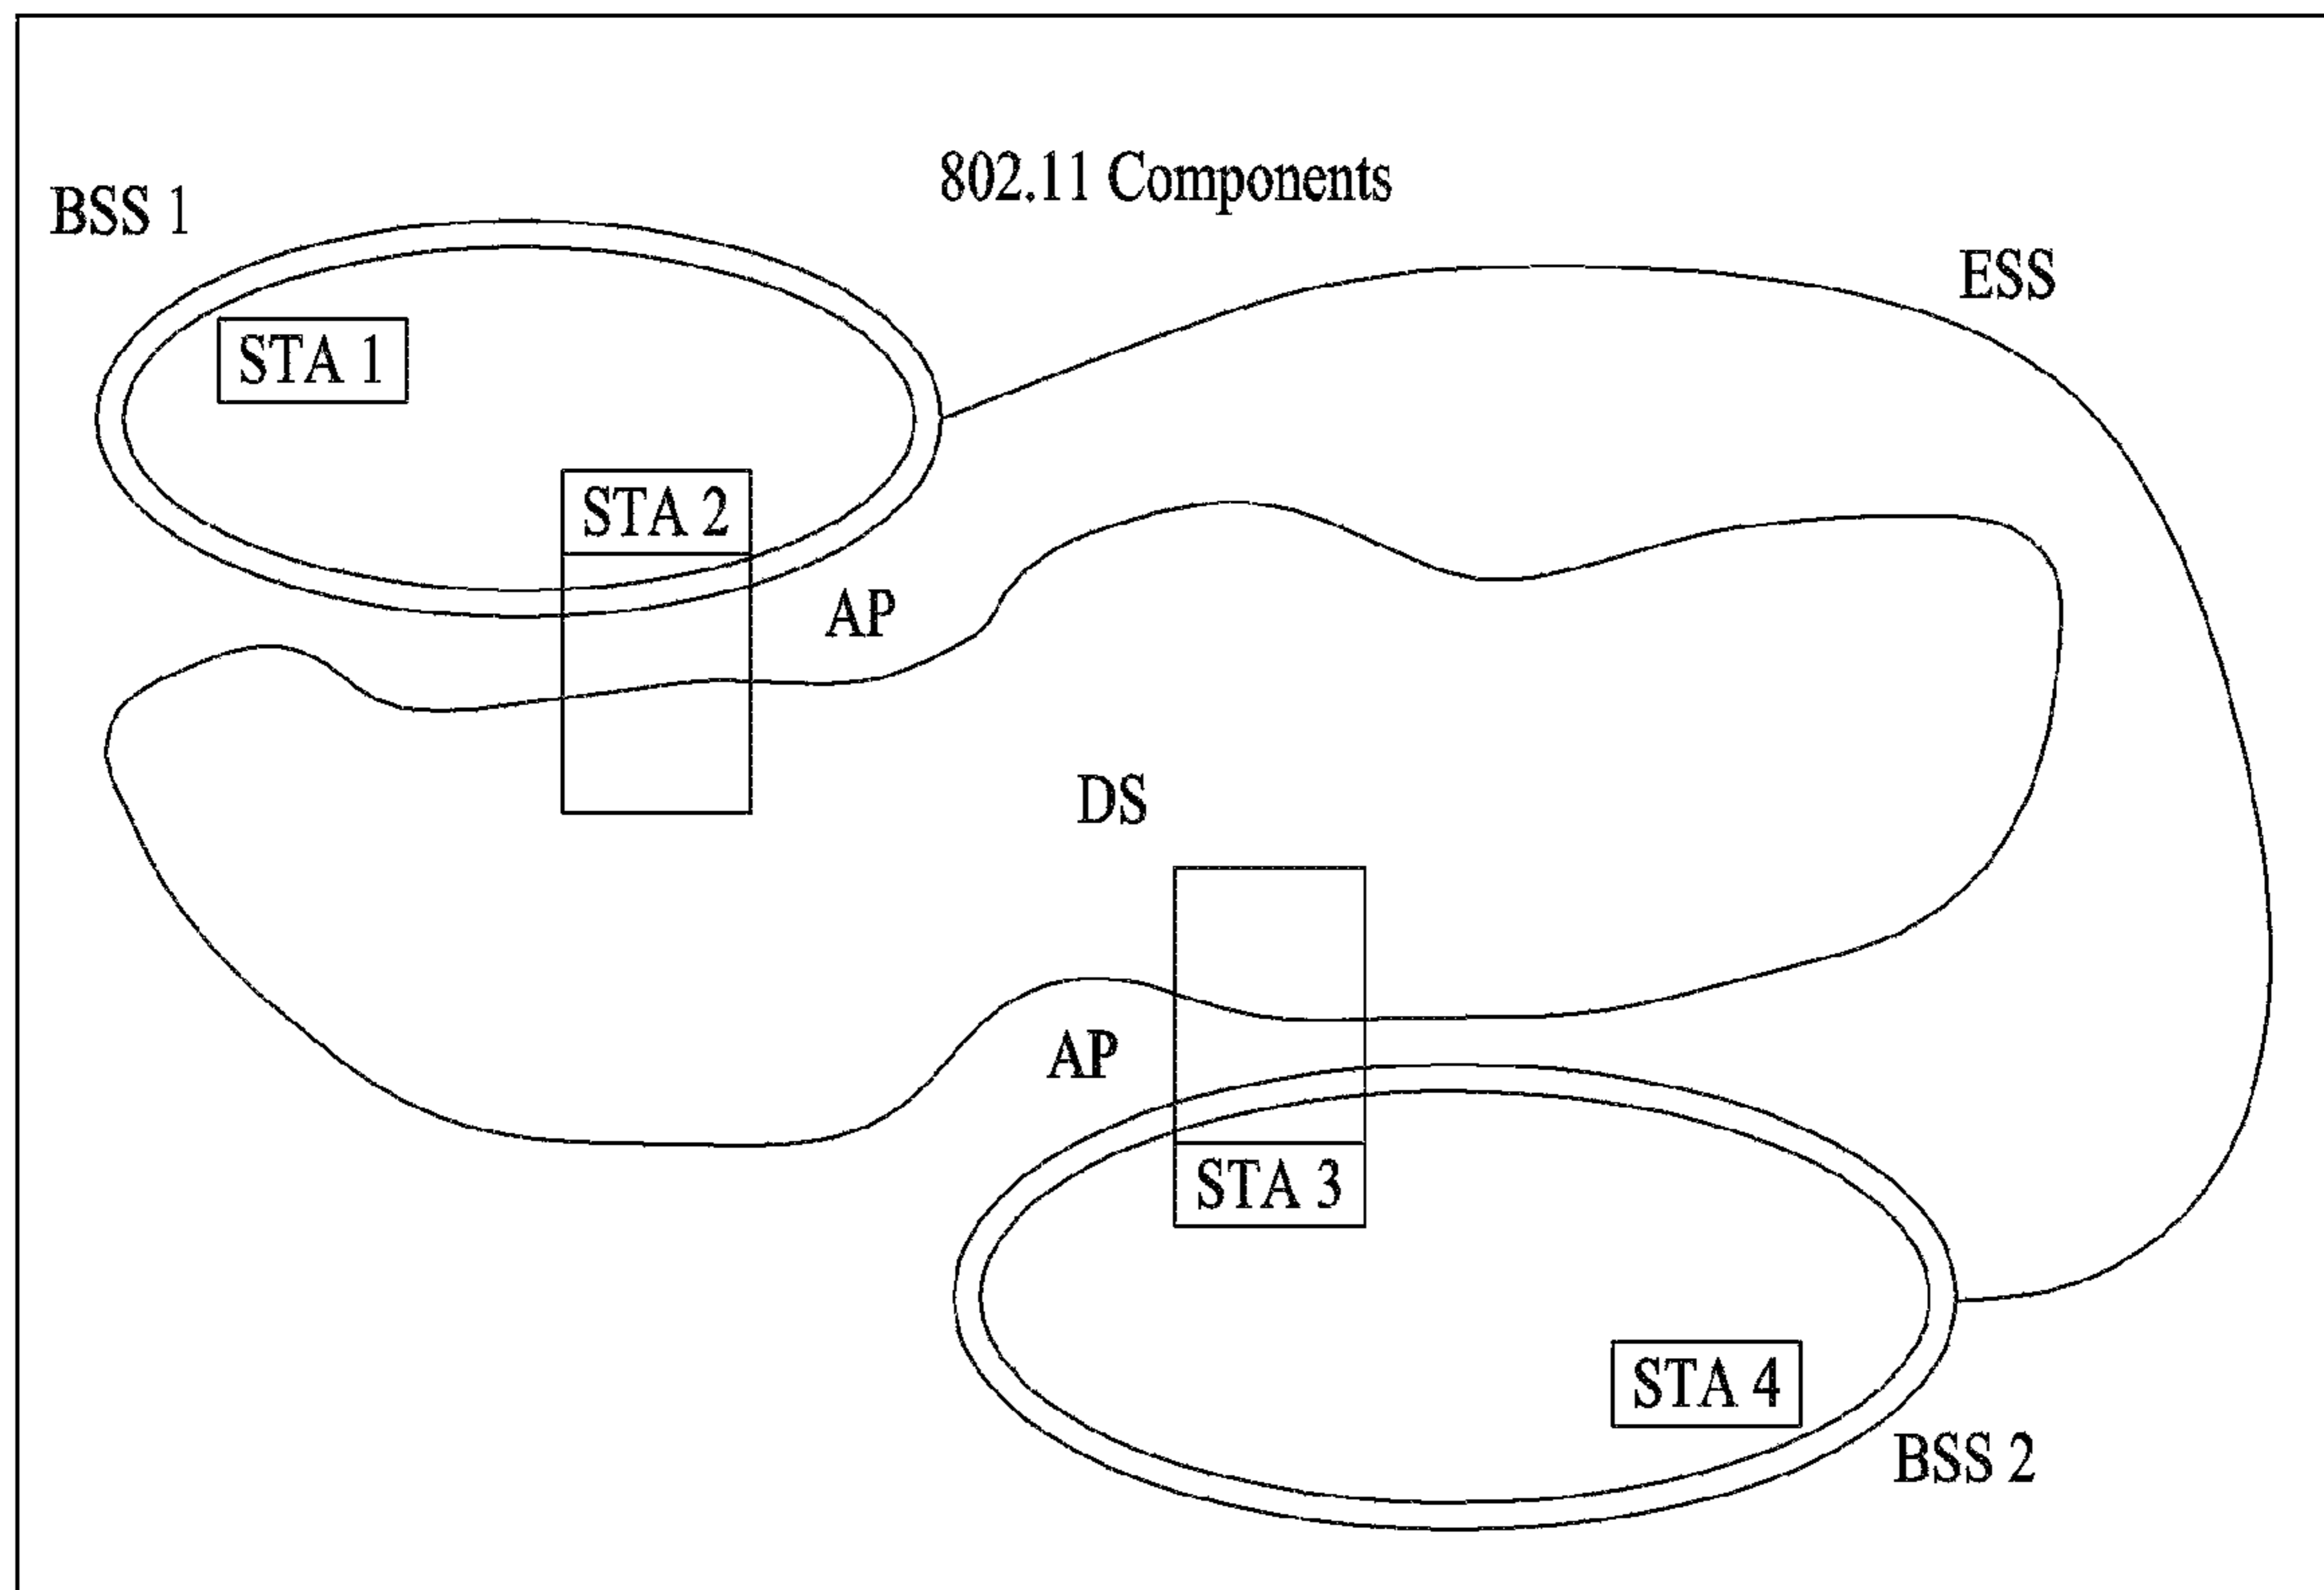 802.11 Components
BSS 1
ESS
STA 1
STA 2
AP
DS
AP
STA 3
STA 4
BSS 2